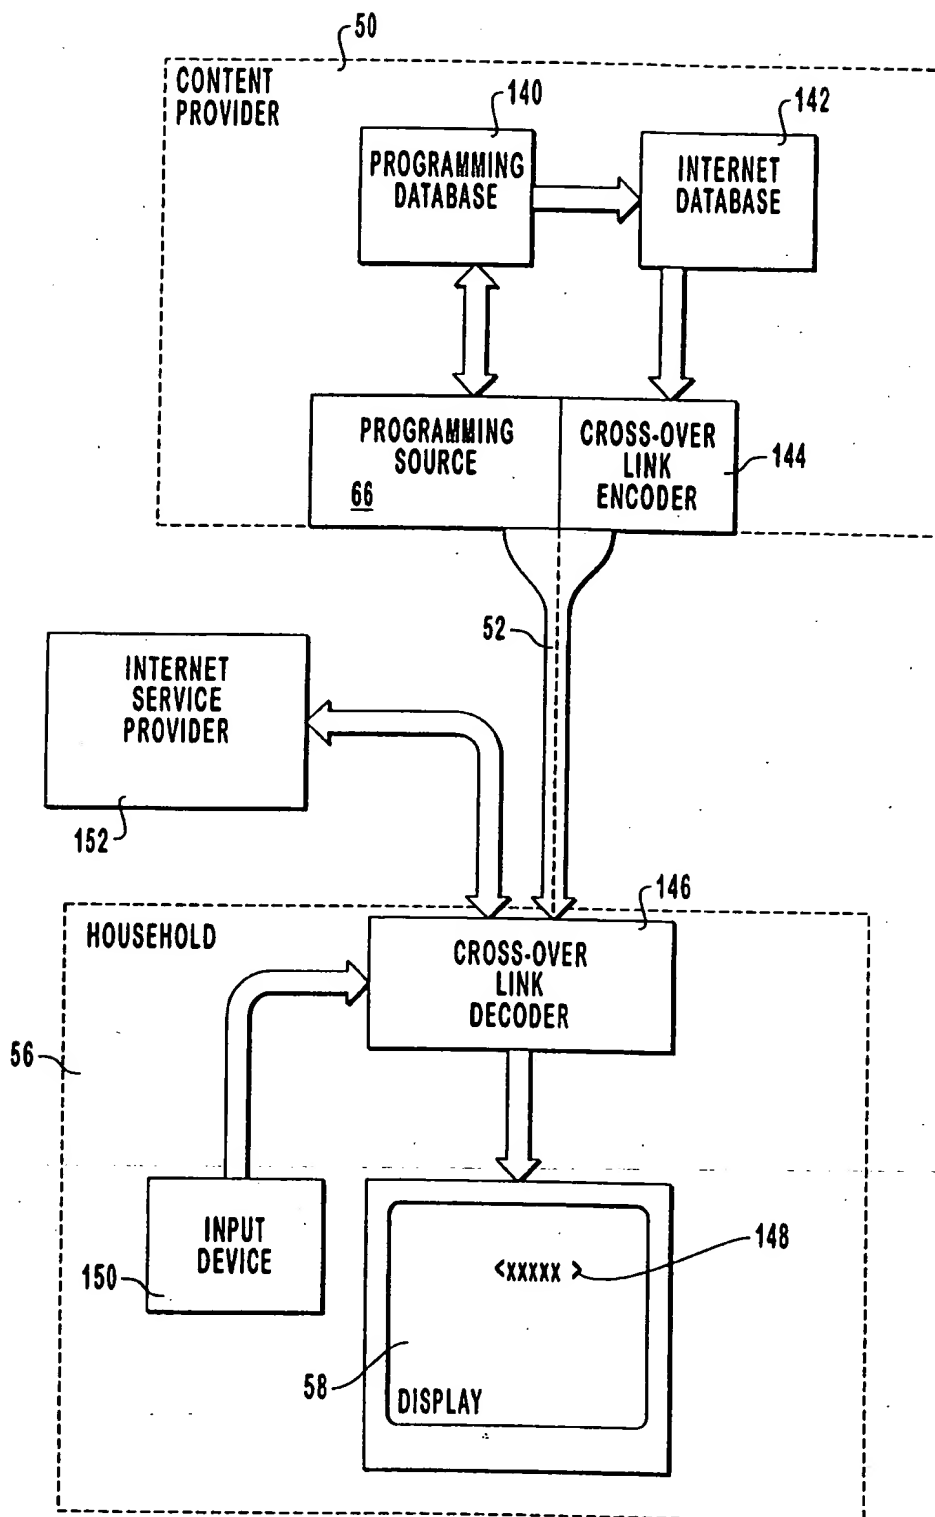 50
CONTENT
PROVIDER
140
142
PROGRAMMING
DATABASE
INTERNET
DATABASE
PROGRAMMING
SOURCE
66
CROSS-OVER
LINK
ENCODER
144
52
INTERNET
SERVICE
PROVIDER
152
146
HOUSEHOLD
CROSS-OVER
LINK
DECODER
56
INPUT
DEVICE
150
<XXXXX >
148
58
DISPLAY